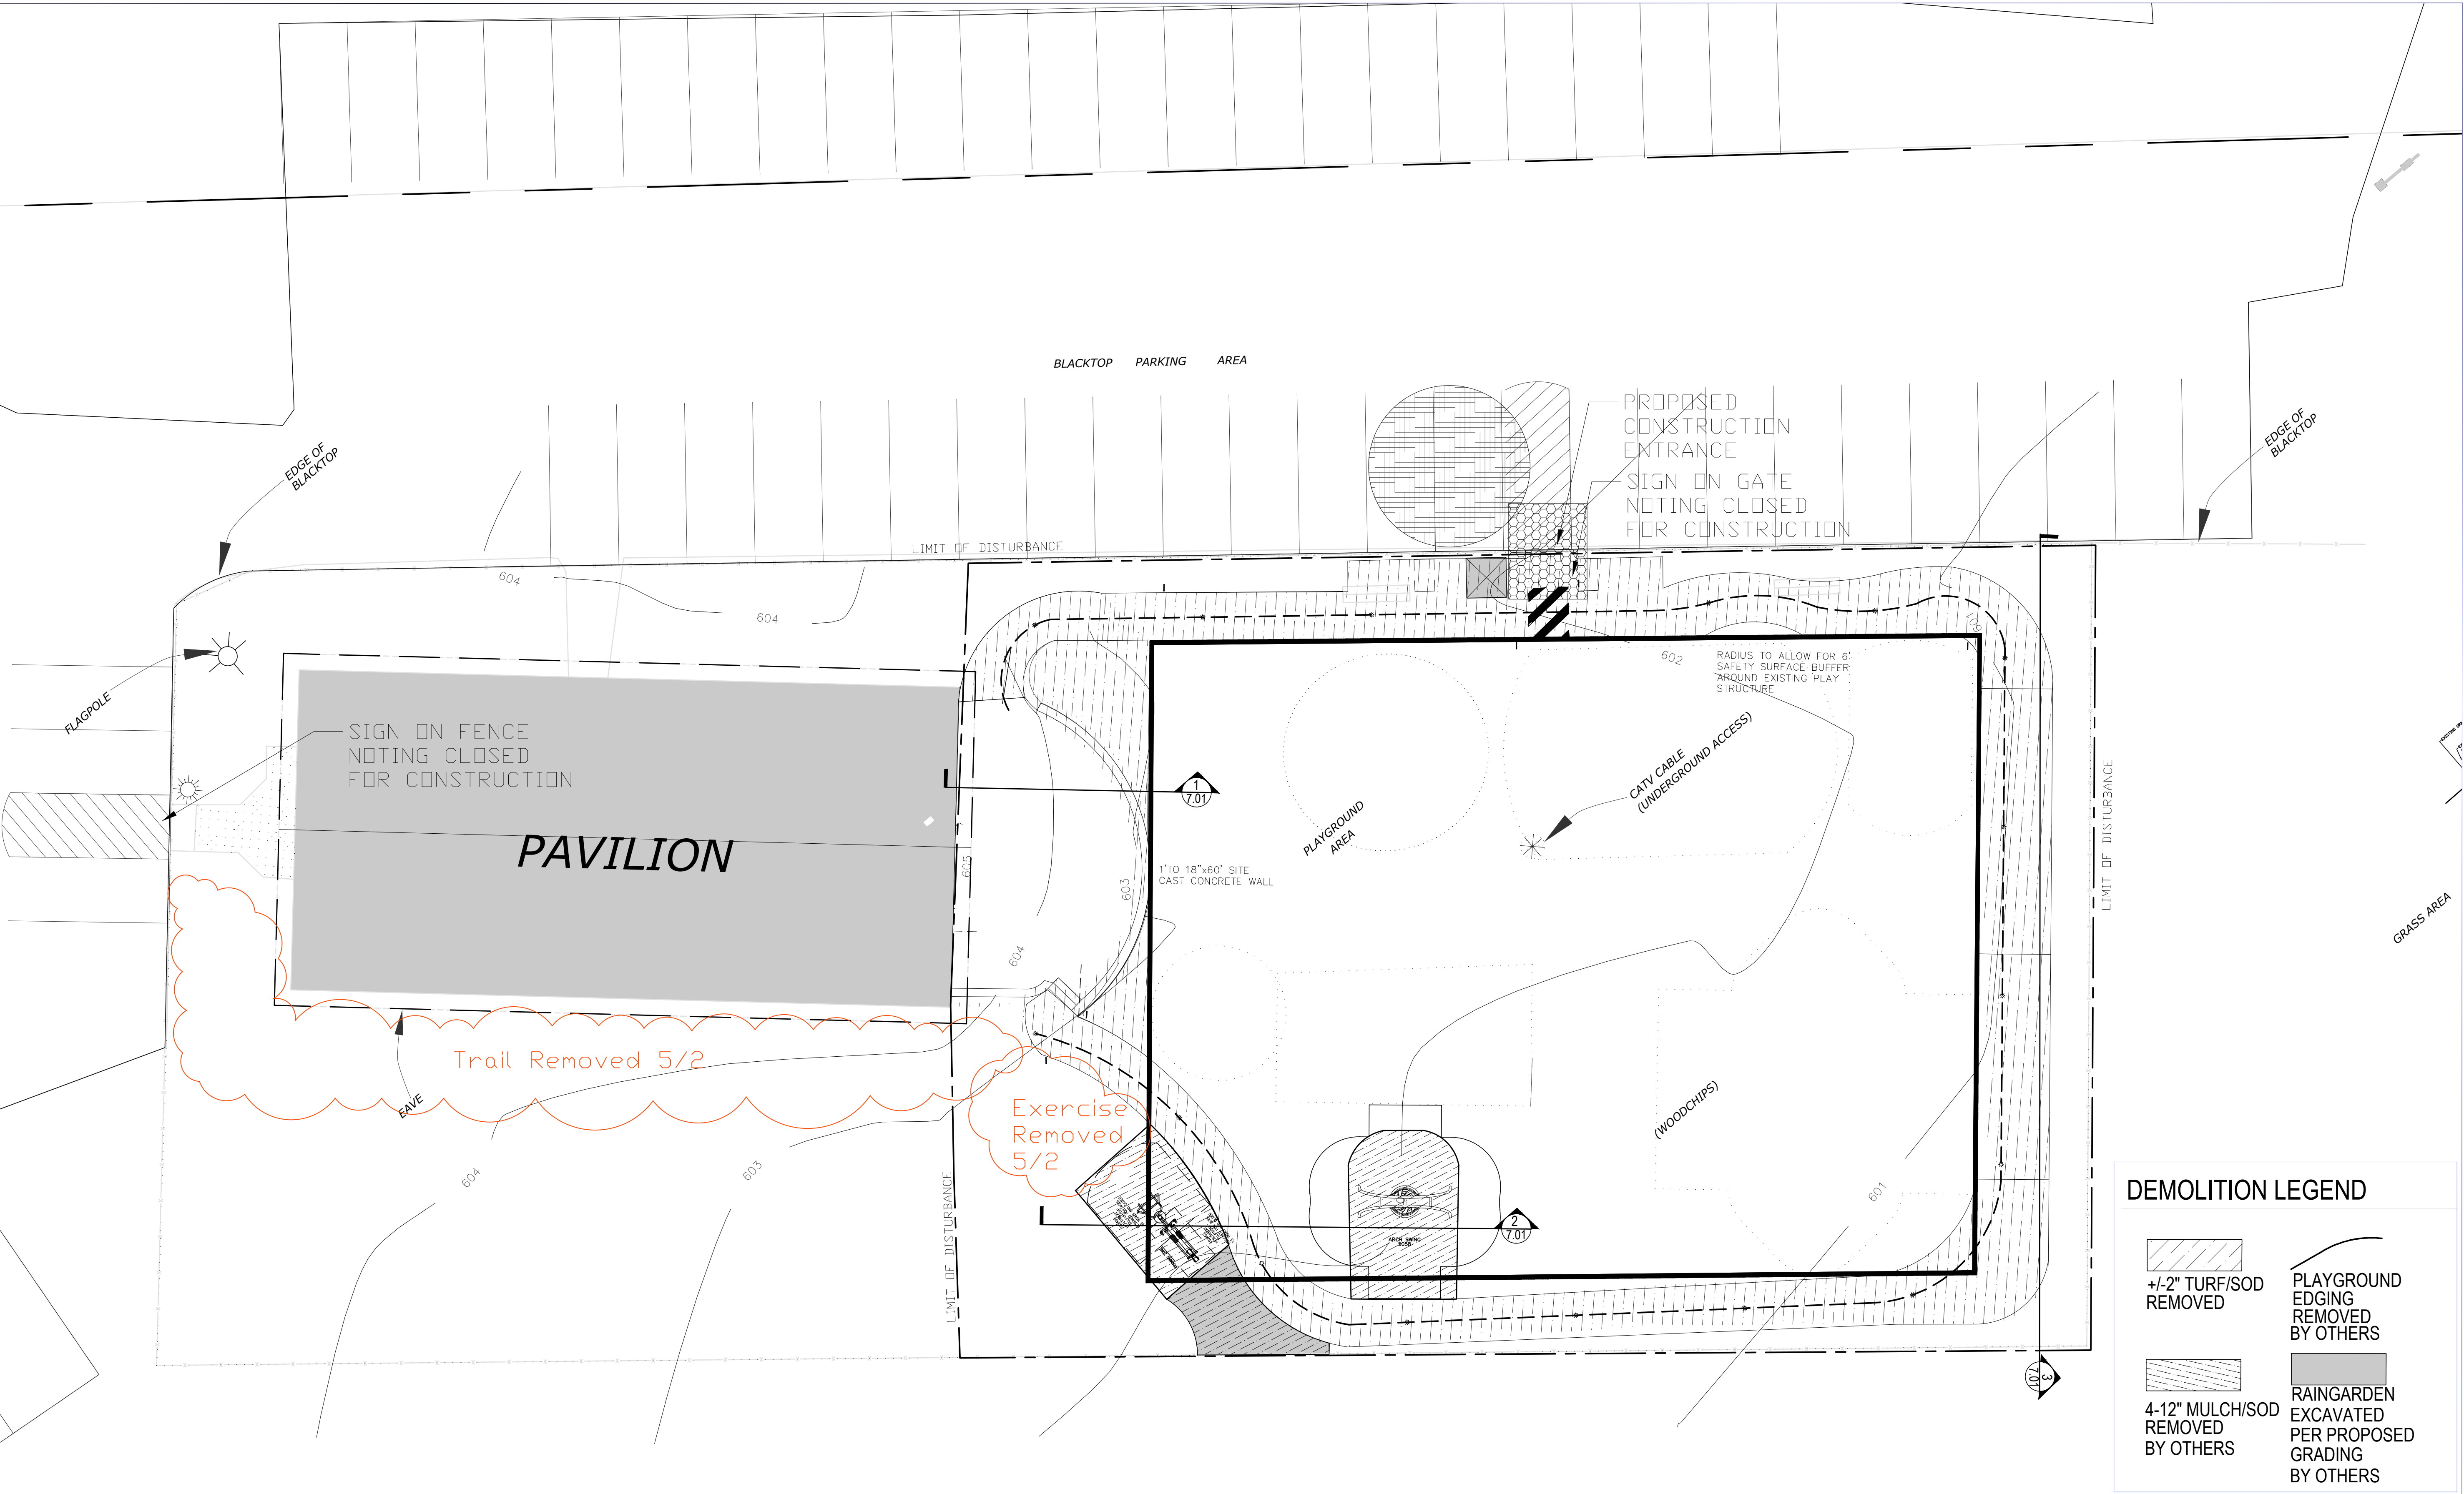 BLACKTOP PARKING AREA
PROPOSED
CONSTRUCTION
ENTRANCE
SIGN ON GATE
NOTING CLOSED
FOR CONSTRUCTION
EDGE OF
BLACKTOP
EDGE OF
BLACKTOP
LIMIT OF DISTURBANCE
604
604
FLAGPOLE
SIGN ON FENCE
NOTING CLOSED
FOR CONSTRUCTION
PAVILION
605
604
603
1
7.01
1'TO 18"x60' SITE
CAST CONCRETE WALL
PLAYGROUND
AREA
602
601
RADIUS TO ALLOW FOR 6'
SAFETY SURFACE BUFFER
AROUND EXISTING PLAY
STRUCTURE
CATV CABLE
(UNDERGROUND ACCESS)
LIMIT OF DISTURBANCE
GRASS AREA
Trail Removed 5/2
EAVE
Exercise
Removed
5/2
604
603
LIMIT OF DISTURBANCE
(WOODCHIPS)
601
ARCH SWING
2
7.01
3
7.01
DEMOLITION LEGEND
+/-2" TURF/SOD
REMOVED
PLAYGROUND
EDGING
REMOVED
BY OTHERS
4-12" MULCH/SOD
REMOVED
BY OTHERS
RAINGARDEN
EXCAVATED
PER PROPOSED
GRADING
BY OTHERS